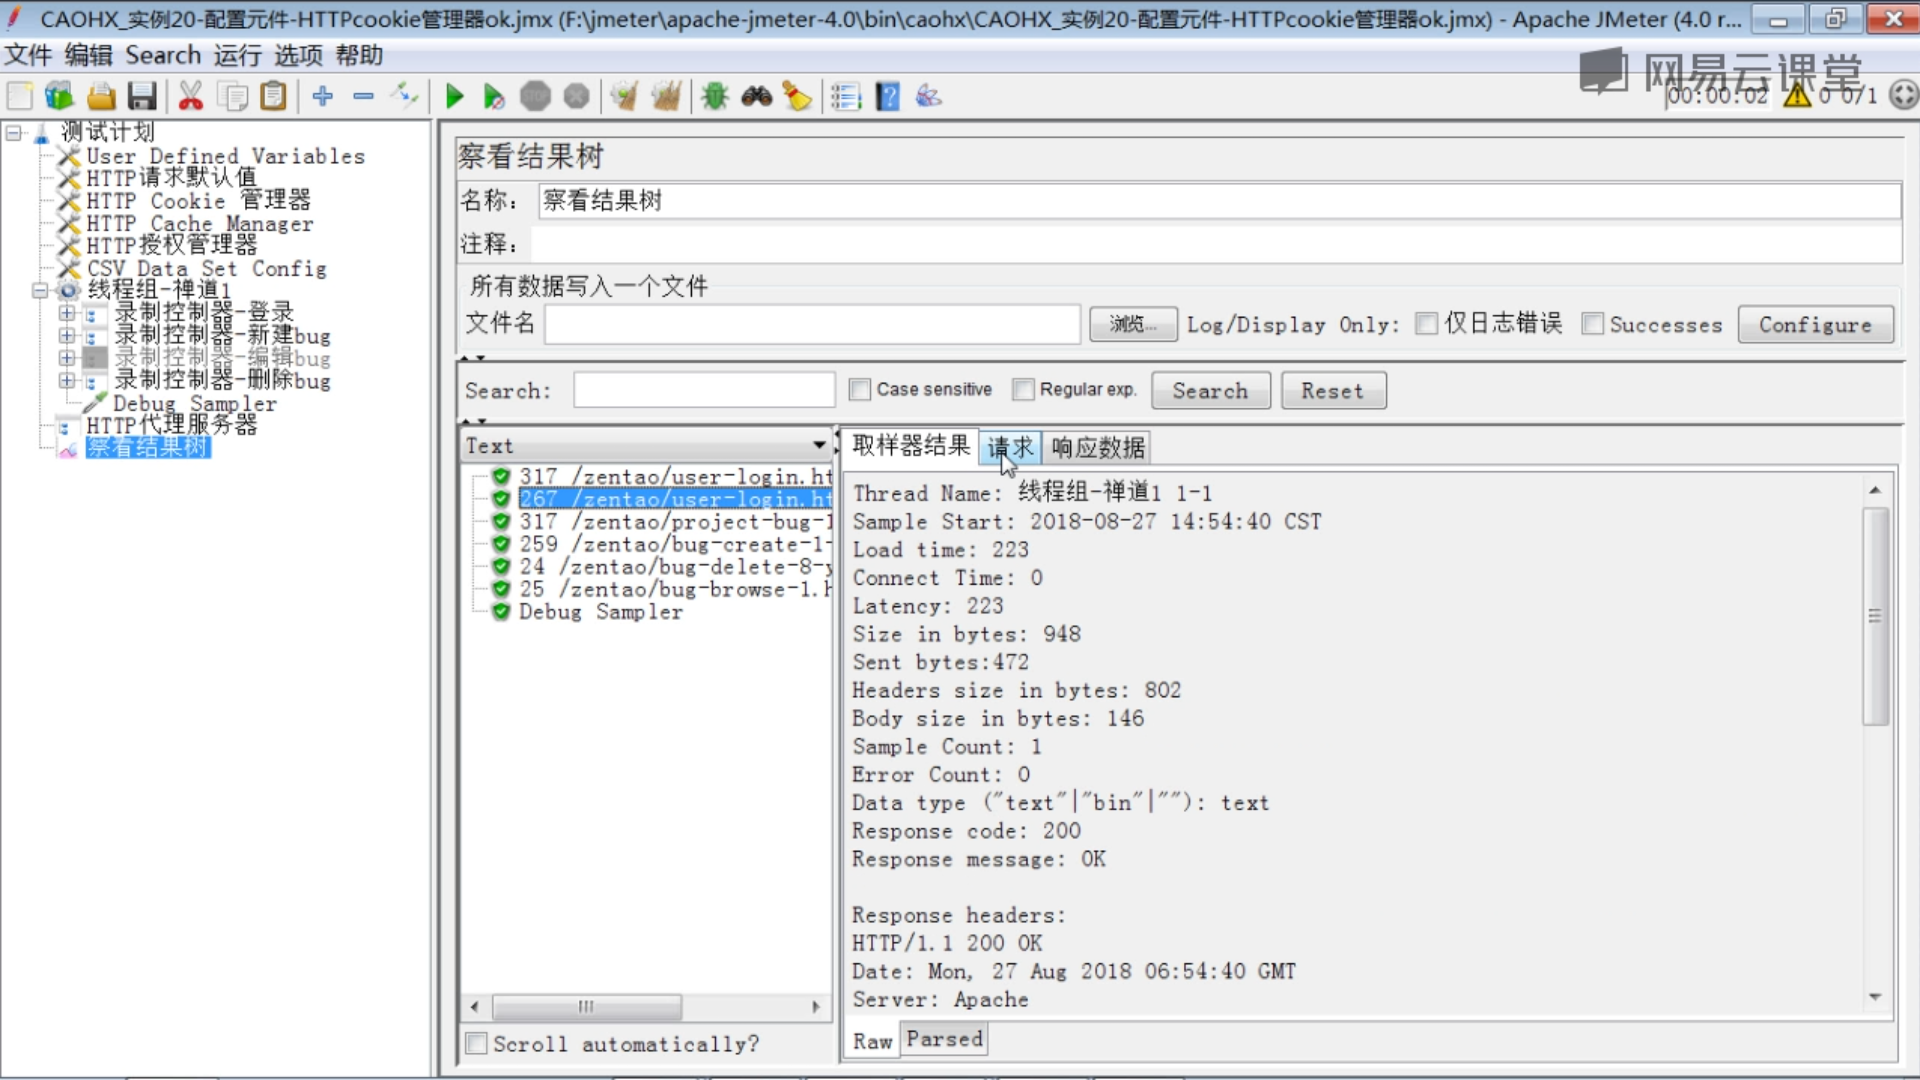 CAOHX_实例20-配置元件-HTTPcookie管理器ok.jmx (F:\jmeter\apache-jmeter-4.0\bin\caohx\CAOHX_实例20-配置元件-HTTPcookie管理器ok.jmx) - Apache JMeter (4.0 r...
文件 编辑 Search 运行 选项 帮助
网易云课堂
00:00:02 0 0/1
测试计划
User Defined Variables
HTTP请求默认值
HTTP Cookie 管理器
HTTP Cache Manager
HTTP授权管理器
CSV Data Set Config
线程组-禅道1
录制控制器-登录
录制控制器-新建bug
录制控制器-编辑bug
录制控制器-删除bug
Debug Sampler
HTTP代理服务器
察看结果树
察看结果树
名称： 察看结果树
注释：
所有数据写入一个文件
文件名 浏览... Log/Display Only: 仅日志错误 Successes Configure
Search: Case sensitive Regular exp. Search Reset
Text
317 /zentao/user-login.ht
267 /zentao/user-login.ht
317 /zentao/project-bug-1
259 /zentao/bug-create-1-
24 /zentao/bug-delete-8-y
25 /zentao/bug-browse-1.h
Debug Sampler
Scroll automatically?
取样器结果 请求 响应数据
Thread Name: 线程组-禅道1 1-1
Sample Start: 2018-08-27 14:54:40 CST
Load time: 223
Connect Time: 0
Latency: 223
Size in bytes: 948
Sent bytes:472
Headers size in bytes: 802
Body size in bytes: 146
Sample Count: 1
Error Count: 0
Data type ("text"|"bin"|""): text
Response code: 200
Response message: OK
Response headers:
HTTP/1.1 200 OK
Date: Mon, 27 Aug 2018 06:54:40 GMT
Server: Apache
Raw Parsed